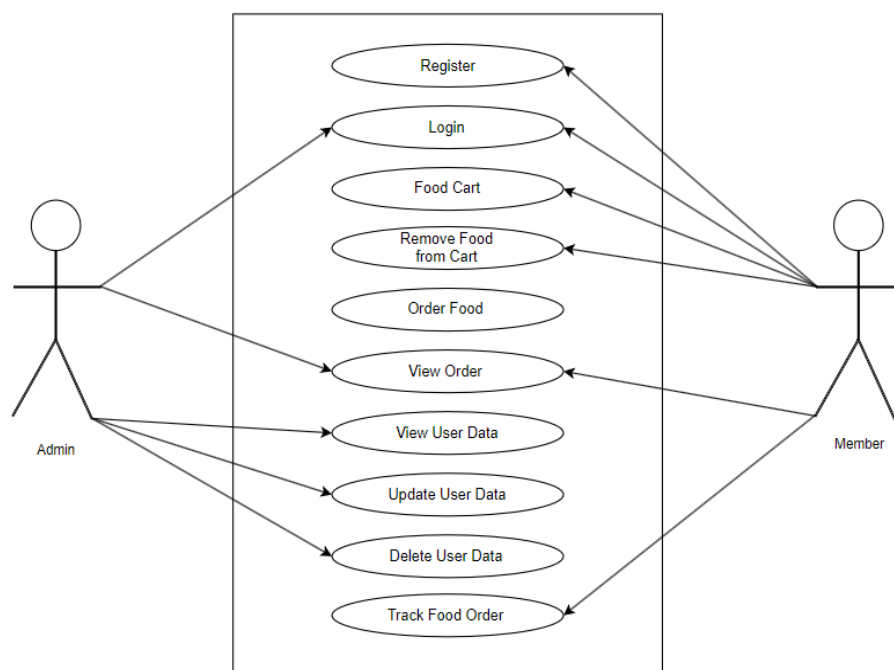 Register
Login
Food Cart
Remove Food
from Cart
Order Food
View Order
View User Data
Update User Data
Delete User Data
Track Food Order
Admin
Member